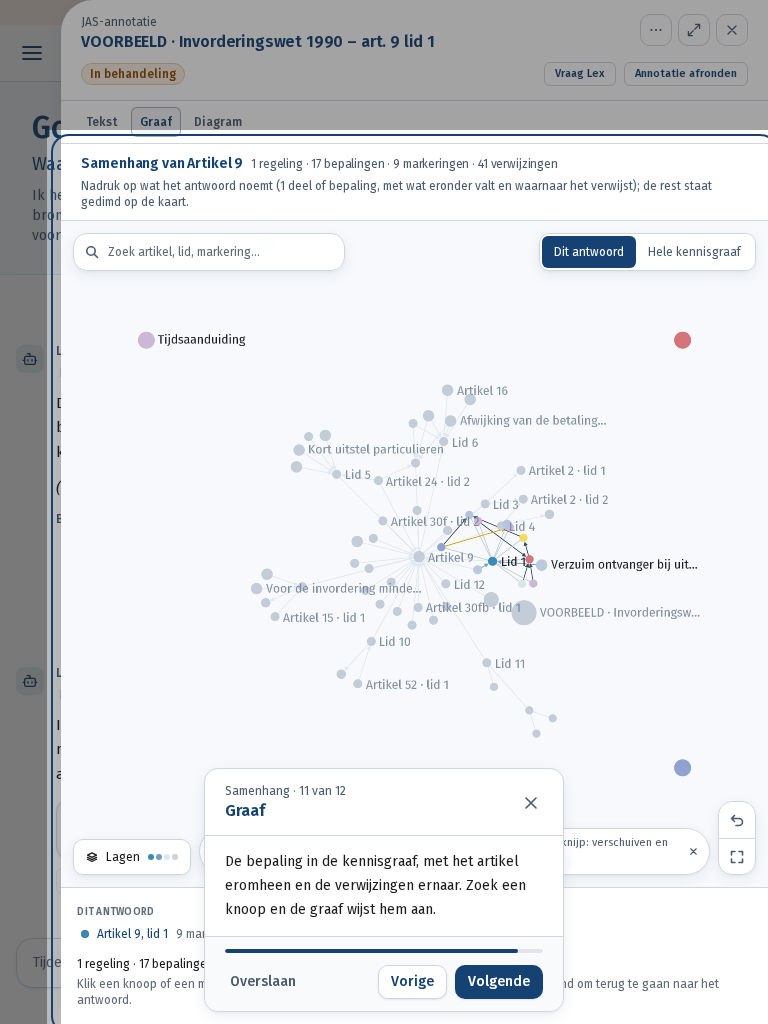 JAS-annotatie
VOORBEELD · Invorderingswet 1990 – art. 9 lid 1
In behandeling
Vraag Lex
Annotatie afronden
Tekst Graaf Diagram
Samenhang van Artikel 9 1 regeling · 17 bepalingen · 9 markeringen · 41 verwijzingen
Nadruk op wat het antwoord noemt (1 deel of bepaling, met wat eronder valt en waarnaar het verwijst); de rest staat
gedimd op de kaart.
Zoek artikel, lid, markering...
Dit antwoord Hele kennisgraaf
Tijdsaanduiding
Artikel 16
Afwijking van de betaling...
Lid 6
Kort uitstel particulieren
Lid 5
Artikel 24 · lid 2
Artikel 2 · lid 1
Artikel 2 · lid 2
Lid 3
Artikel 30f · lid 2
Lid 4
Artikel 9
Lid 1
Verzuim ontvanger bij uit...
Lid 12
Voor de invordering minde...
Artikel 30fb · lid 1
VOORBEELD · Invorderingsw...
Artikel 15 · lid 1
Lid 10
Lid 11
Artikel 52 · lid 1
Samenhang · 11 van 12
Graaf
De bepaling in de kennisgraaf, met het artikel
eromheen en de verwijzingen ernaar. Zoek een
knoop en de graaf wijst hem aan.
Overslaan Vorige Volgende
Lagen
knijp: verschuiven en
DIT ANTWOORD
Artikel 9, lid 1 9 mar
1 regeling · 17 bepalinge
Klik een knoop of een m
om terug te gaan naar het
antwoord.